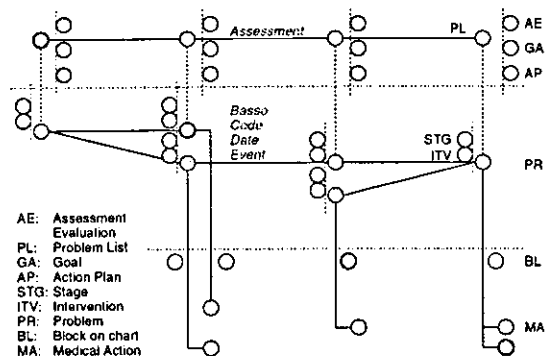 AE
Assessment
PL
GA
AP
Basso
Code
Date
Event
STG
ITV
PR
AE: Assessment
Evaluation
PL: Problem List
GA: Goal
AP: Action Plan
STG: Stage
ITV: Intervention
PR: Problem
BL: Block on chart
MA: Medical Action
BL
MA